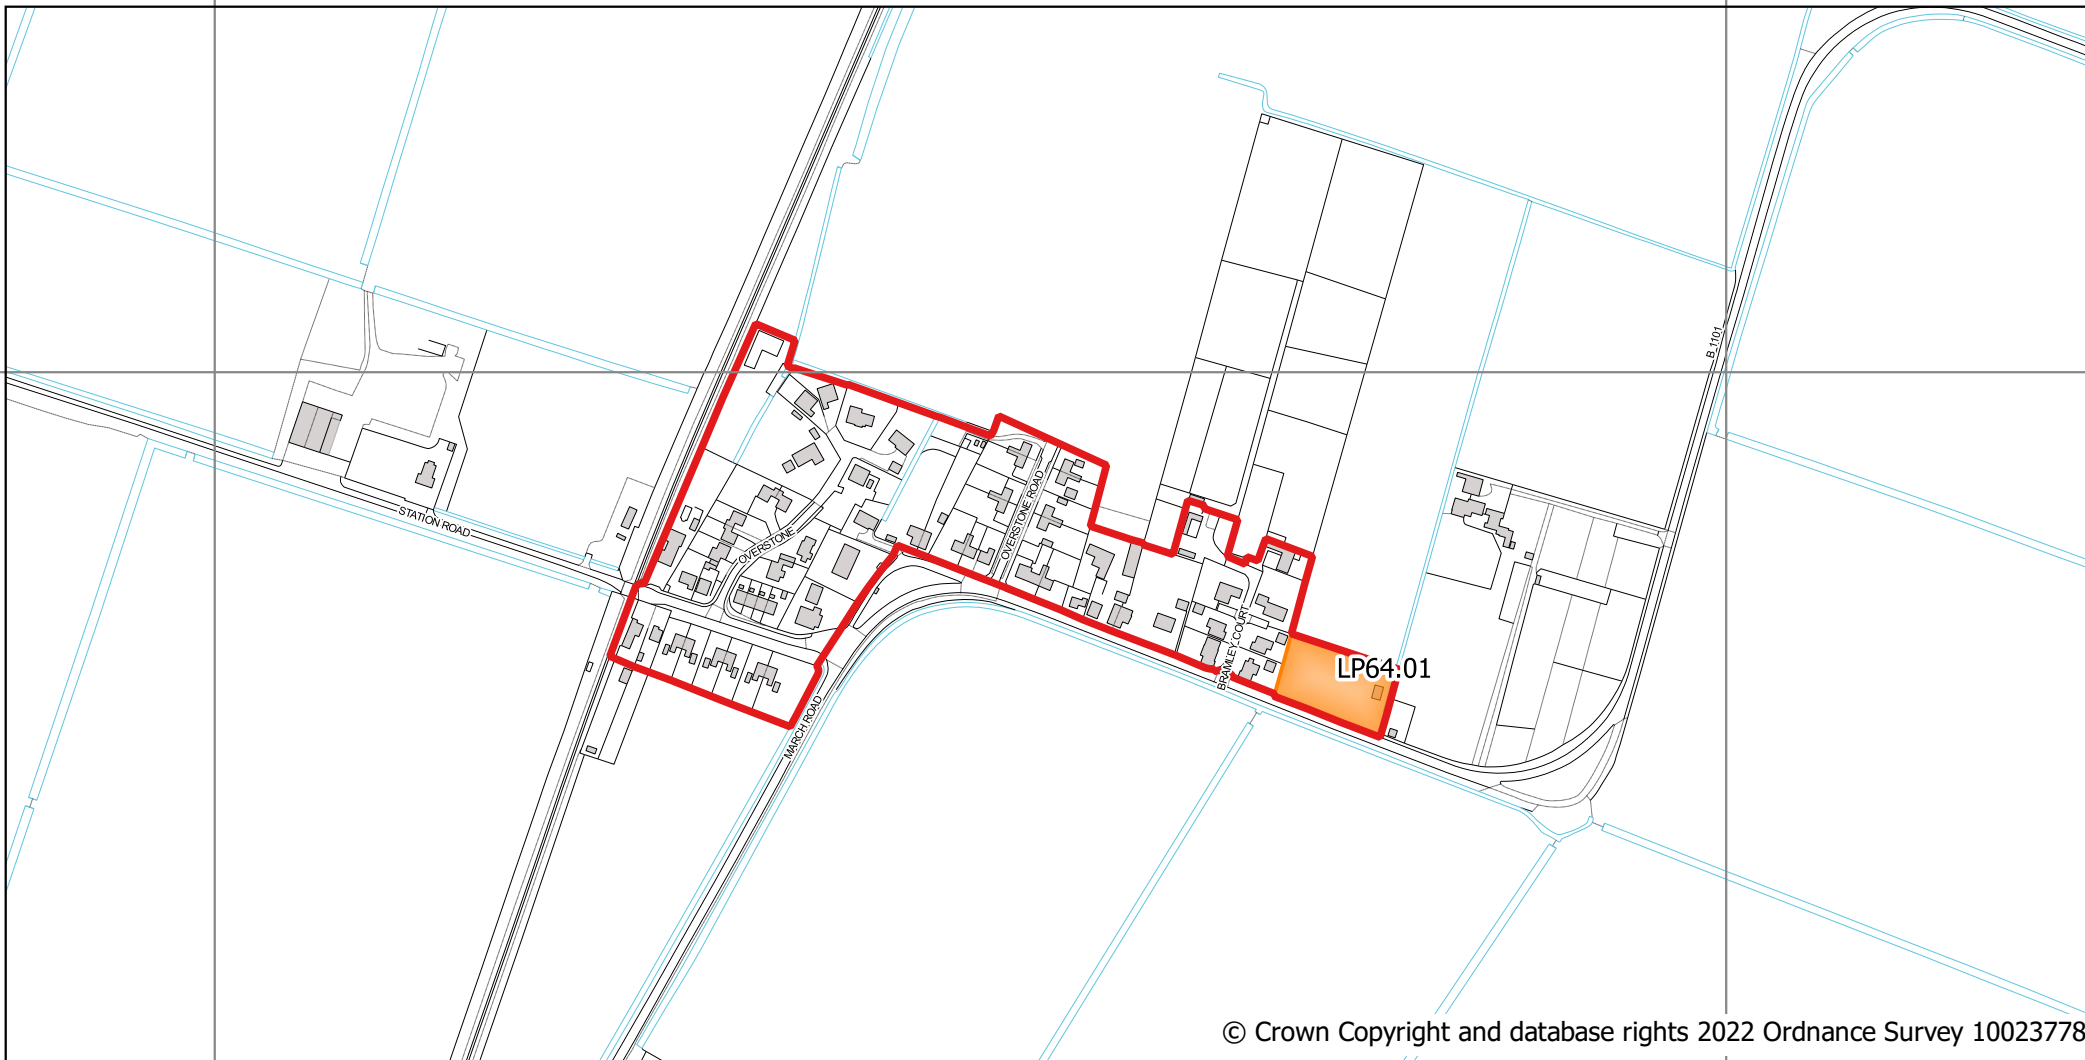 B 1101
STATION ROAD
OVERSTONE ROAD
OVERSTONE
BRAMLEY COURT
LP64.01
MARCH ROAD
© Crown Copyright and database rights 2022 Ordnance Survey 10023778